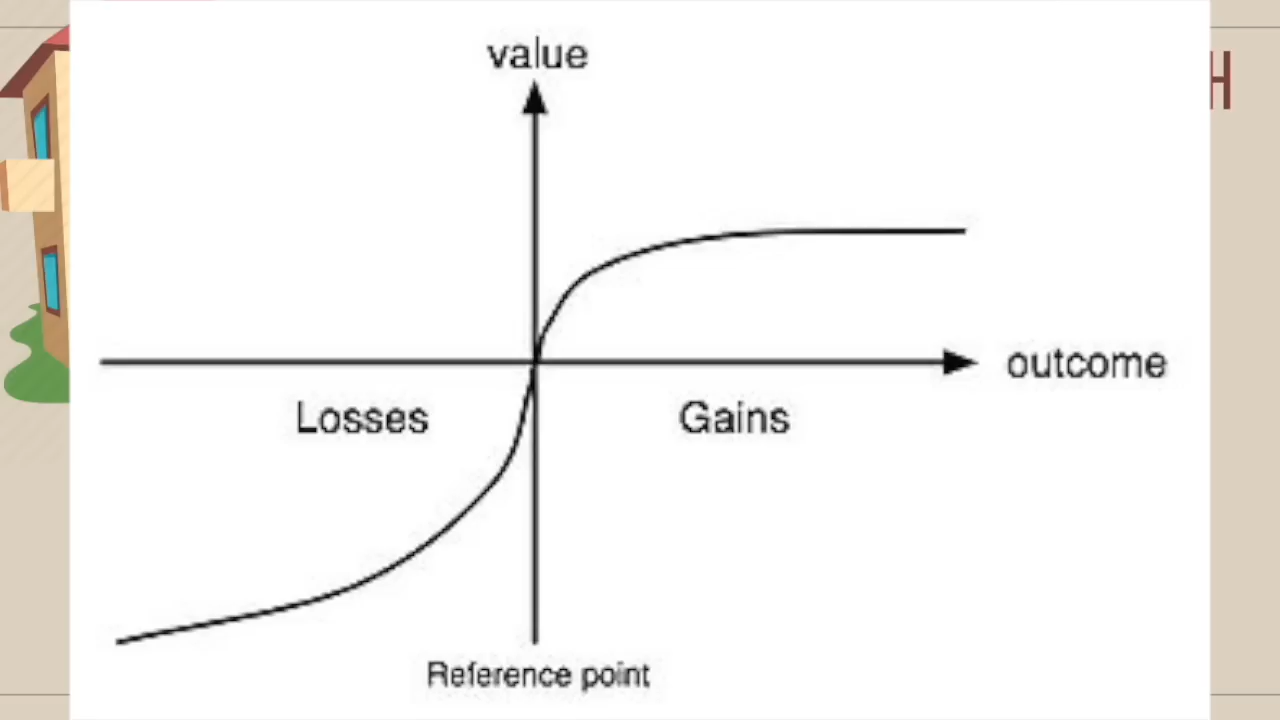 value
H
outcome
Losses
Gains
Reference point